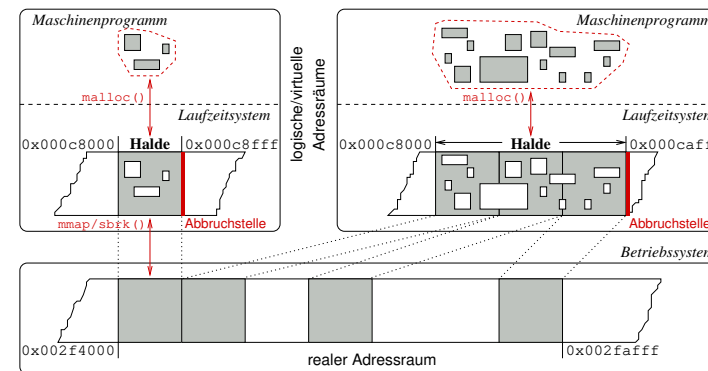 Maschinenprogramm
malloc()
Laufzeitsystem
0x000c8000
Halde
0x000c8fff
mmap/sbrk()
Abbruchstelle
logische/virtuelle
Adressräume
Maschinenprogramm
malloc()
Laufzeitsystem
0x000c8000
Halde
0x000caff
Abbruchstelle
Betriebssystem
0x002f4000
realer Adressraum
0x002fafff